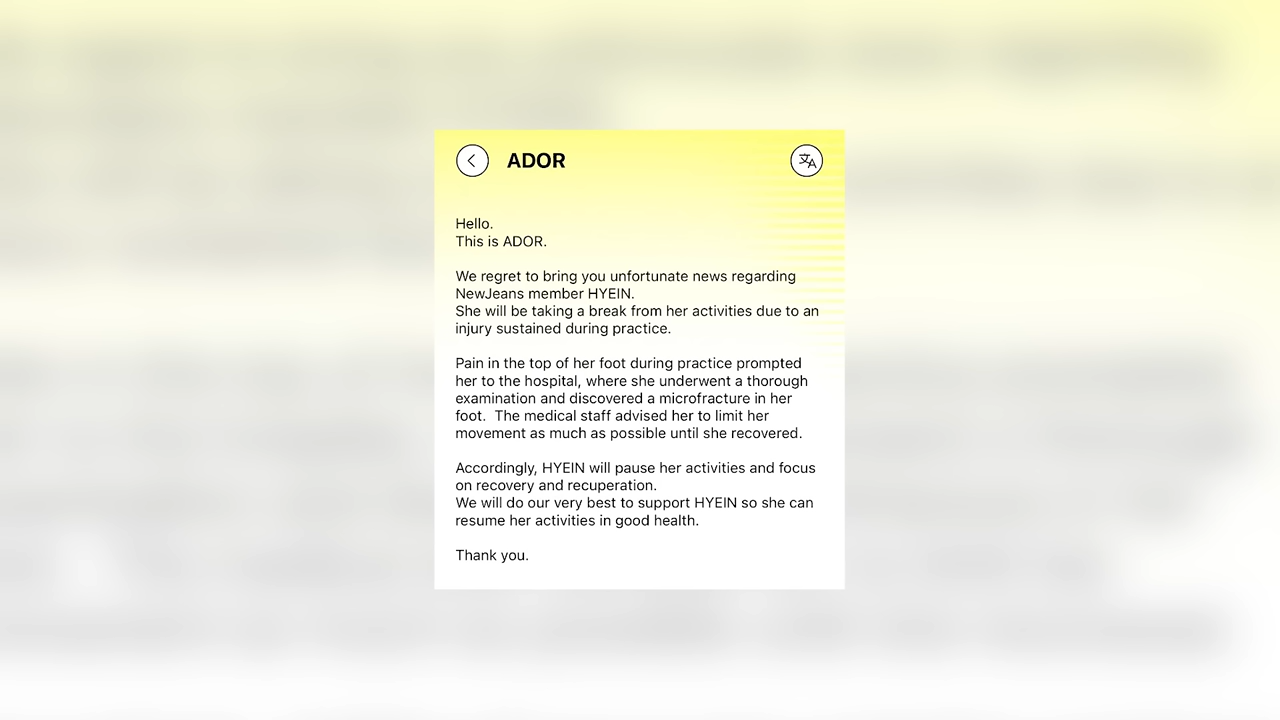 ADOR
Hello.
This is ADOR.
We regret to bring you unfortunate news regarding
NewJeans member HYEIN.
She will be taking a break from her activities due to an
injury sustained during practice.
Pain in the top of her foot during practice prompted
her to the hospital, where she underwent a thorough
examination and discovered a microfracture in her
foot.  The medical staff advised her to limit her
movement as much as possible until she recovered.
Accordingly, HYEIN will pause her activities and focus
on recovery and recuperation.
We will do our very best to support HYEIN so she can
resume her activities in good health.
Thank you.